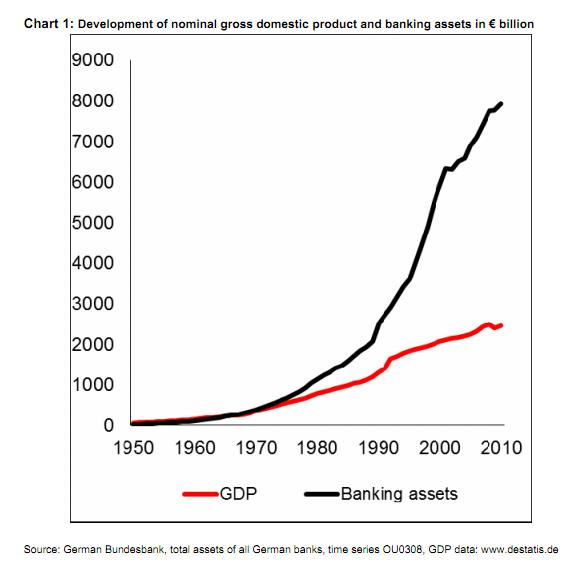 Chart 1: Development of nominal gross domestic product and banking assets in € billion
9000
8000
7000
6000
5000
4000
3000
2000
1000
0
1950 1960 1970 1980 1990 2000 2010
GDP Banking assets
Source: German Bundesbank, total assets of all German banks, time series OU0308, GDP data: www.destatis.de